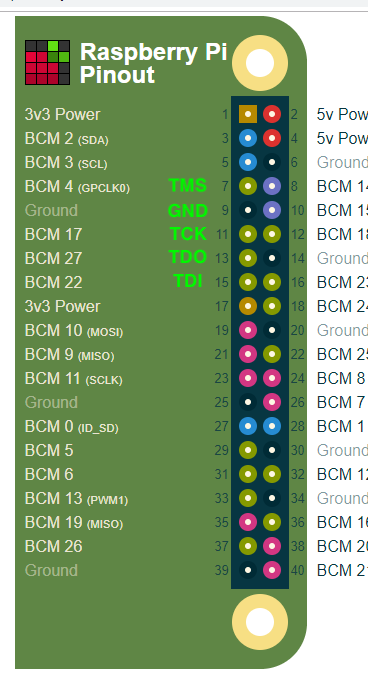 Raspberry Pi
Pinout
3v3 Power 1 2 5v Pow
BCM 2 (SDA) 3 4 5v Pow
BCM 3 (SCL) 5 6 Ground
BCM 4 (GPCLK0) TMS 7 8 BCM 14
Ground GND 9 10 BCM 15
BCM 17 TCK 11 12 BCM 18
BCM 27 TDO 13 14 Ground
BCM 22 TDI 15 16 BCM 23
3v3 Power 17 18 BCM 24
BCM 10 (MOSI) 19 20 Ground
BCM 9 (MISO) 21 22 BCM 25
BCM 11 (SCLK) 23 24 BCM 8
Ground 25 26 BCM 7
BCM 0 (ID_SD) 27 28 BCM 1
BCM 5 29 30 Ground
BCM 6 31 32 BCM 12
BCM 13 (PWM1) 33 34 Ground
BCM 19 (MISO) 35 36 BCM 16
BCM 26 37 38 BCM 20
Ground 39 40 BCM 21